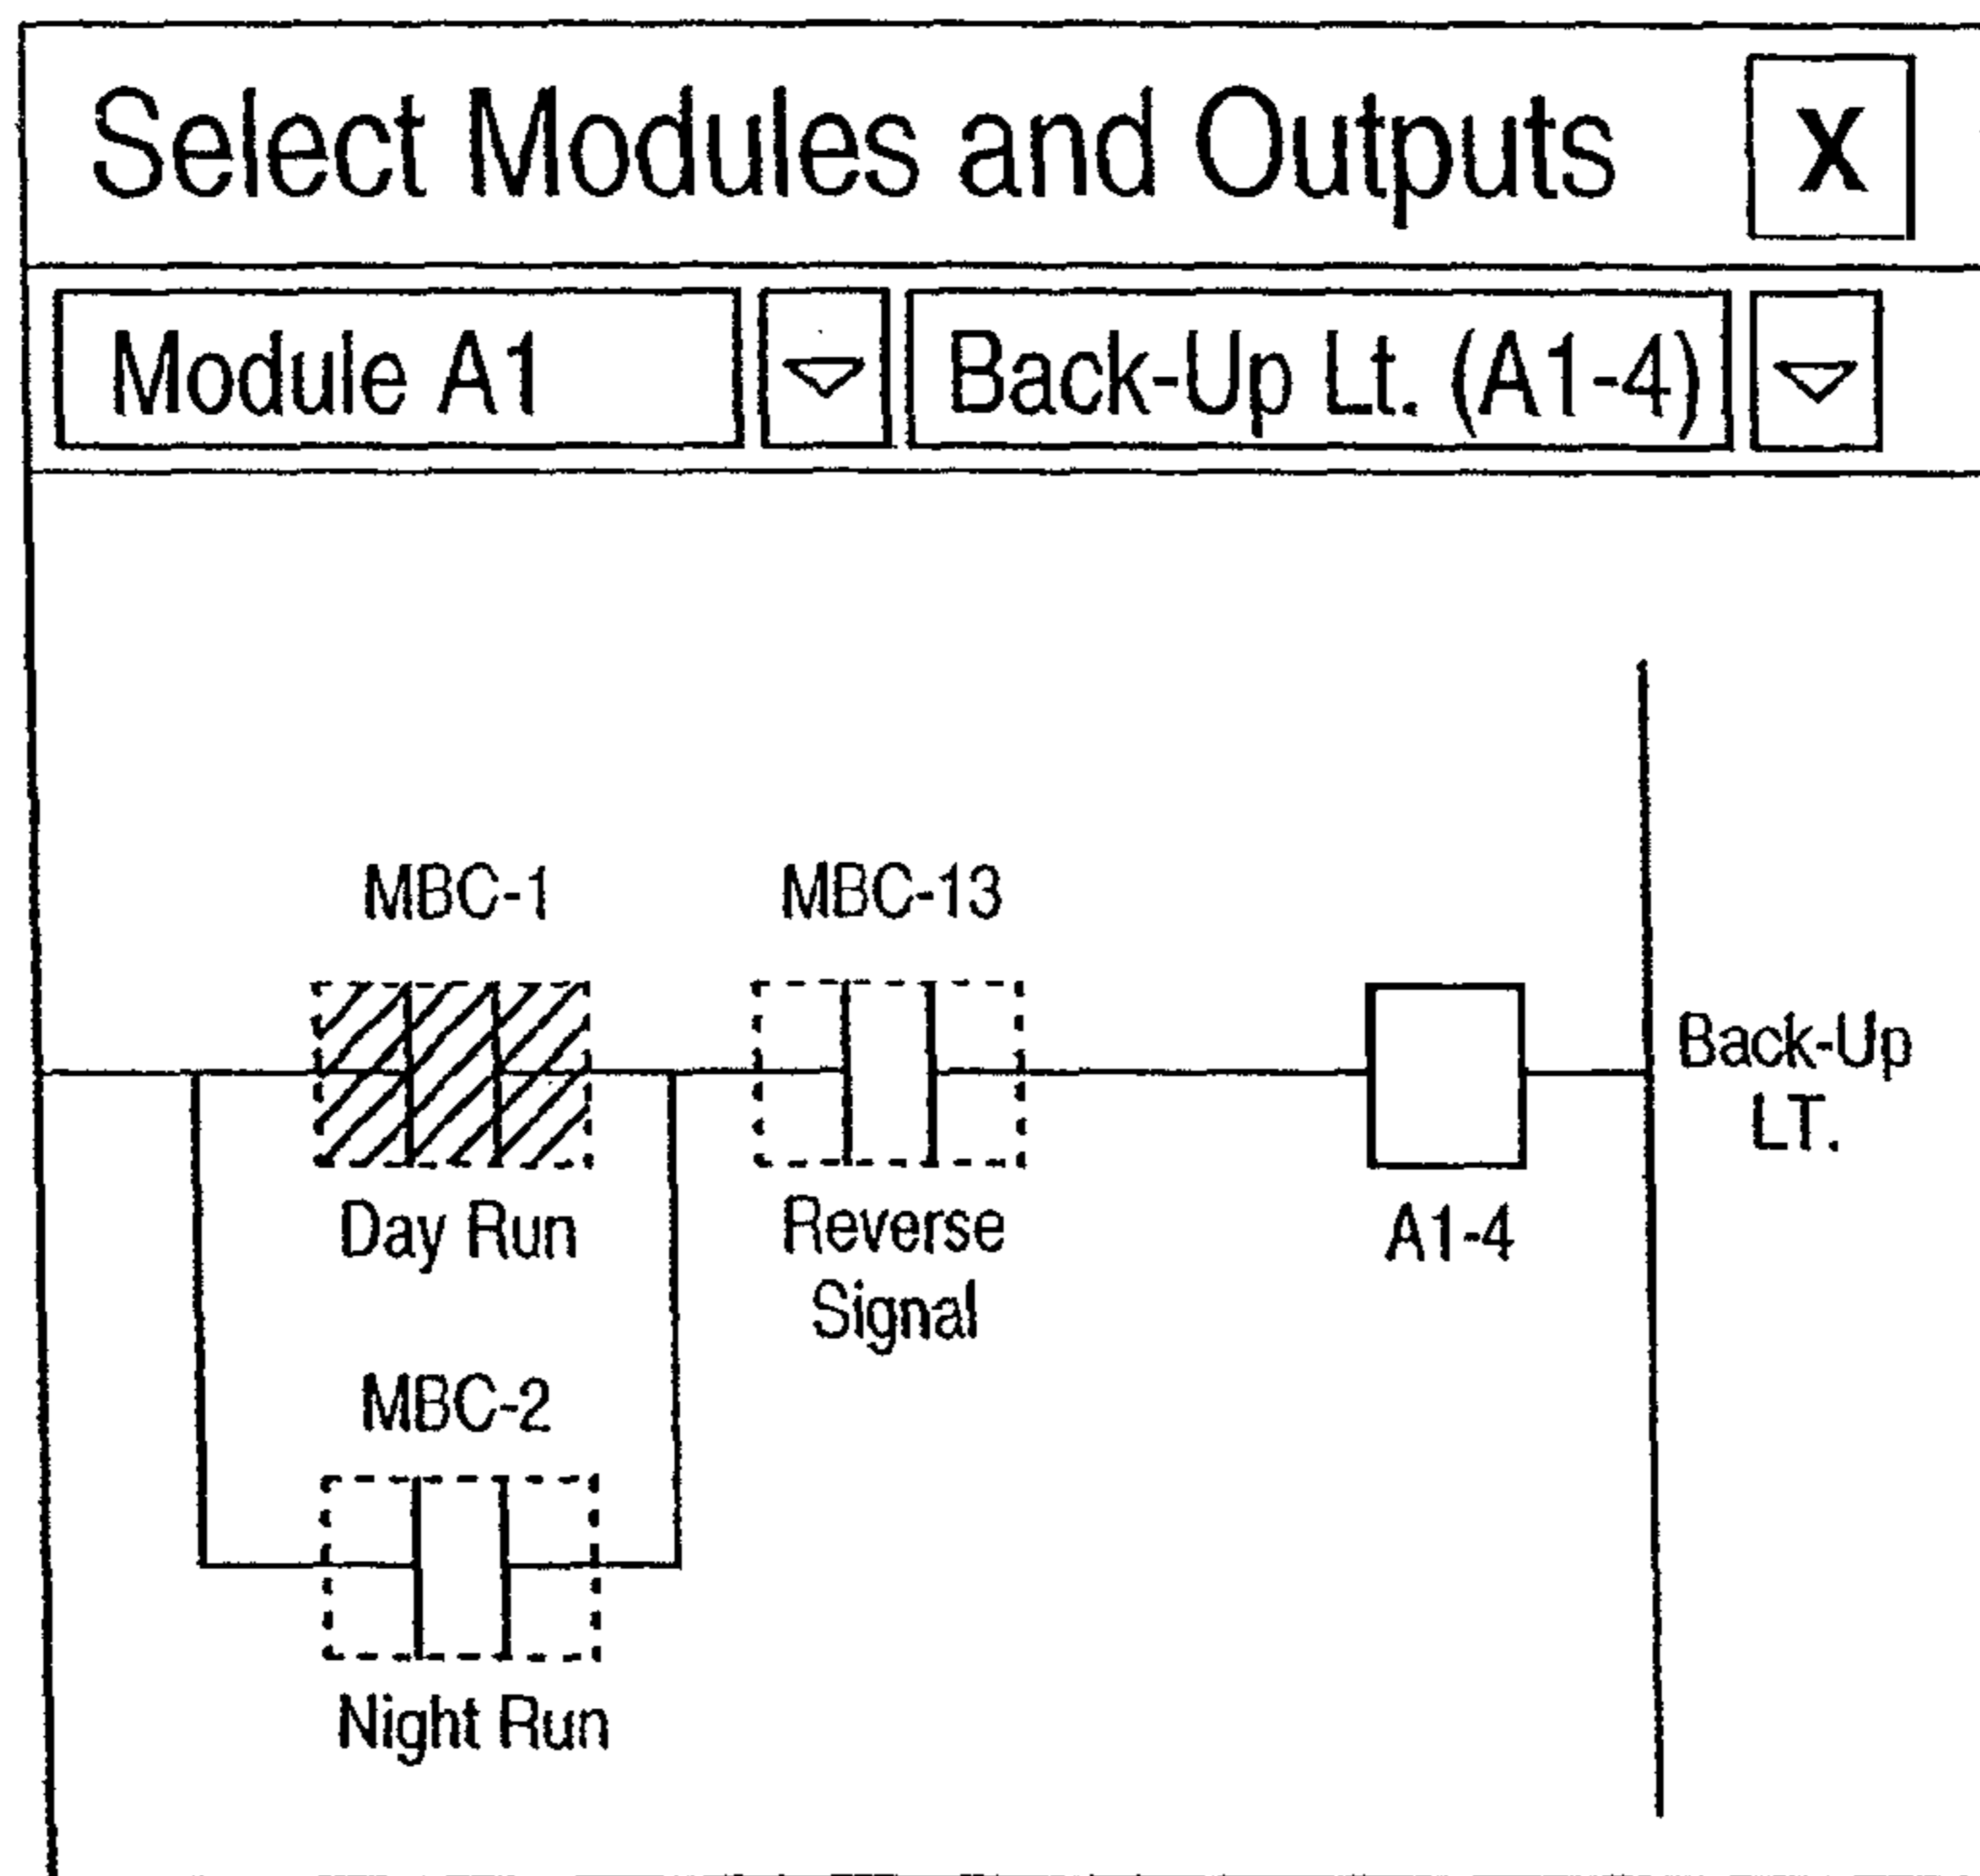 Select Modules and Outputs X
Module A1 Back-Up Lt. (A1-4)
MBC-1 MBC-13
Day Run Reverse Signal A1-4 Back-Up LT.
MBC-2
Night Run